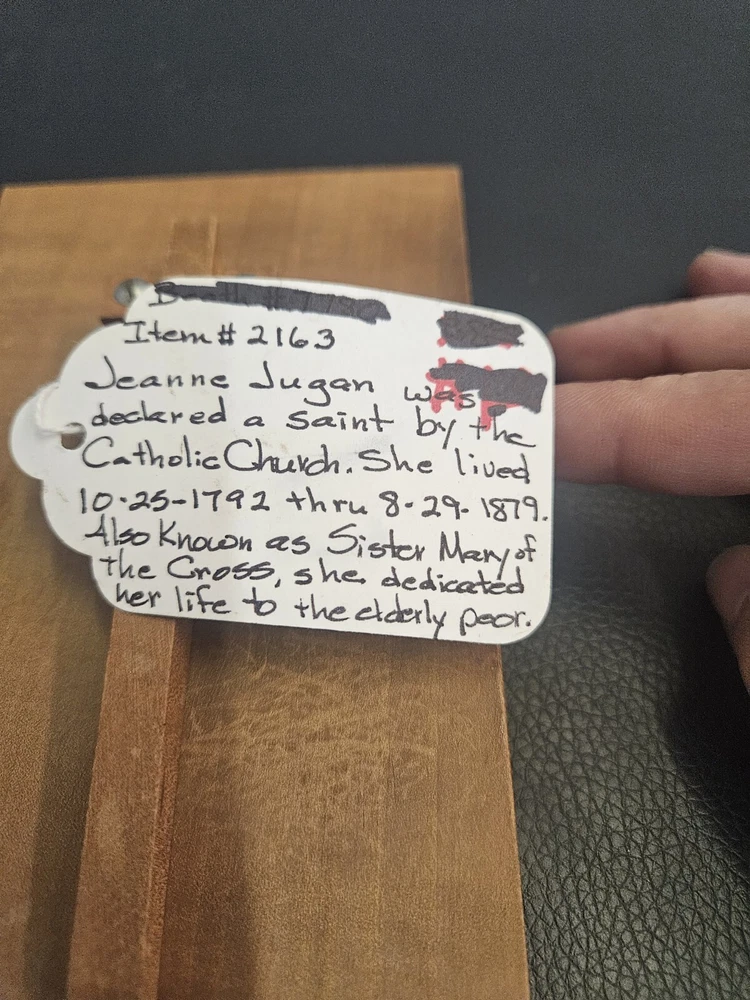 Item # 2163
Jeanne Jugan was
declared a saint by the
Catholic Church. She lived
10-25-1792 thru 8-29-1879.
Also Known as Sister Mary of
the Cross, she dedicated
her life to the elderly poor.